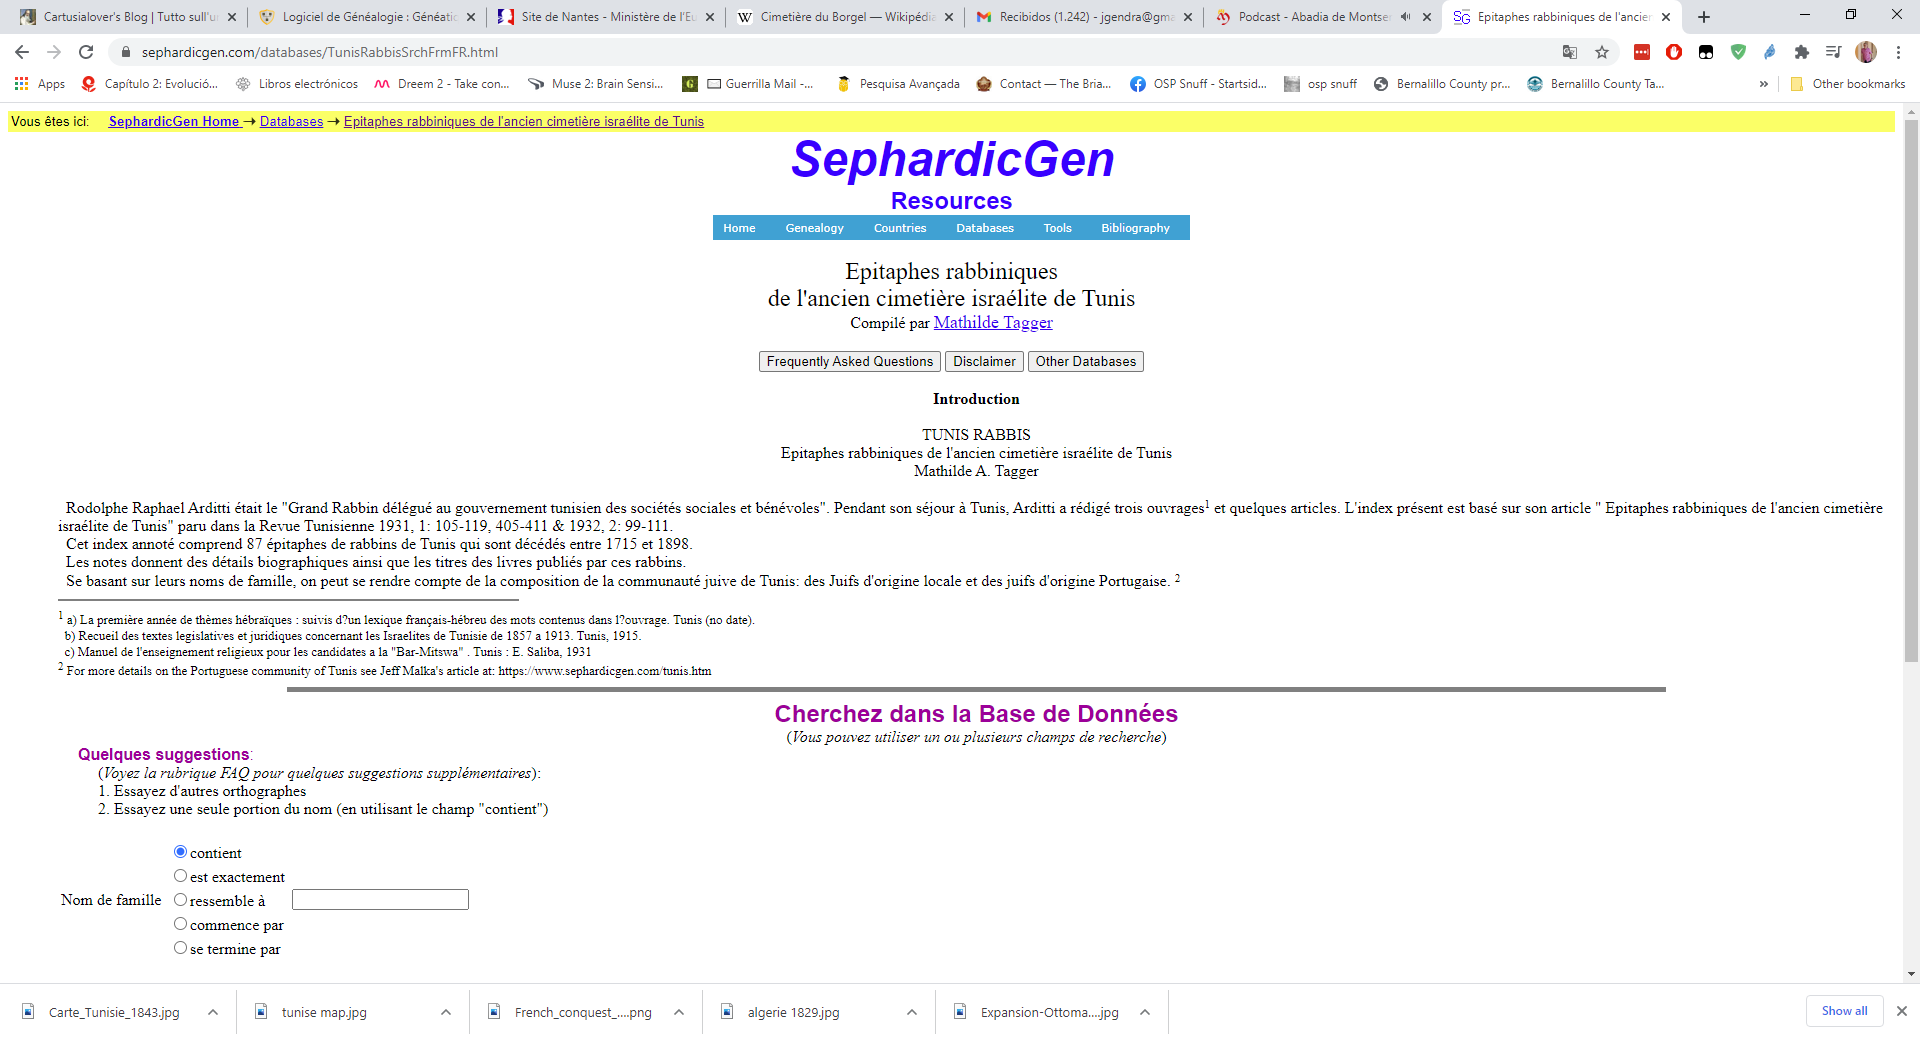 Cartusialover's Blog | Tutto sull'u
Logiciel de Généalogie : Généatic
Site de Nantes - Ministère de l'Eu
Cimetière du Borgel — Wikipédia
Recibidos (1.242) - jgendra@gma
Podcast - Abadia de Montser
Epitaphes rabbiniques de l'ancien
sephardicgen.com/databases/TunisRabbisSrchFrmFR.html
Apps
Capítulo 2: Evolució...
Libros electrónicos
Dreem 2 - Take con...
Muse 2: Brain Sensi...
Guerrilla Mail -...
Pesquisa Avançada
Contact — The Bria...
OSP Snuff - Startsid...
osp snuff
Bernalillo County pr...
Bernalillo County Ta...
»
Other bookmarks
Vous êtes ici: SephardicGen Home → Databases → Epitaphes rabbiniques de l'ancien cimetière israélite de Tunis
SephardicGen
Resources
Home Genealogy Countries Databases Tools Bibliography
Epitaphes rabbiniques
de l'ancien cimetière israélite de Tunis
Compilé par Mathilde Tagger
Frequently Asked Questions Disclaimer Other Databases
Introduction
TUNIS RABBIS
Epitaphes rabbiniques de l'ancien cimetière israélite de Tunis
Mathilde A. Tagger
Rodolphe Raphael Arditti était le "Grand Rabbin délégué au gouvernement tunisien des sociétés sociales et bénévoles". Pendant son séjour à Tunis, Arditti a rédigé trois ouvrages1 et quelques articles. L'index présent est basé sur son article " Epitaphes rabbiniques de l'ancien cimetière
israélite de Tunis" paru dans la Revue Tunisienne 1931, 1: 105-119, 405-411 & 1932, 2: 99-111.
Cet index annoté comprend 87 épitaphes de rabbins de Tunis qui sont décédés entre 1715 et 1898.
Les notes donnent des détails biographiques ainsi que les titres des livres publiés par ces rabbins.
Se basant sur leurs noms de famille, on peut se rendre compte de la composition de la communauté juive de Tunis: des Juifs d'origine locale et des juifs d'origine Portugaise. 2
1 a) La première année de thèmes hébraïques : suivis d?un lexique français-hébreu des mots contenus dans l?ouvrage. Tunis (no date).
b) Recueil des textes legislatives et juridiques concernant les Israelites de Tunisie de 1857 a 1913. Tunis, 1915.
c) Manuel de l'enseignement religieux pour les candidates a la "Bar-Mitswa" . Tunis : E. Saliba, 1931
2 For more details on the Portuguese community of Tunis see Jeff Malka's article at: https://www.sephardicgen.com/tunis.htm
Cherchez dans la Base de Données
(Vous pouvez utiliser un ou plusieurs champs de recherche)
Quelques suggestions:
(Voyez la rubrique FAQ pour quelques suggestions supplémentaires):
1. Essayez d'autres orthographes
2. Essayez une seule portion du nom (en utilisant le champ "contient")
contient
est exactement
Nom de famille ressemble à
commence par
se termine par
Carte_Tunisie_1843.jpg
tunise map.jpg
French_conquest_....png
algerie 1829.jpg
Expansion-Ottoma....jpg
Show all